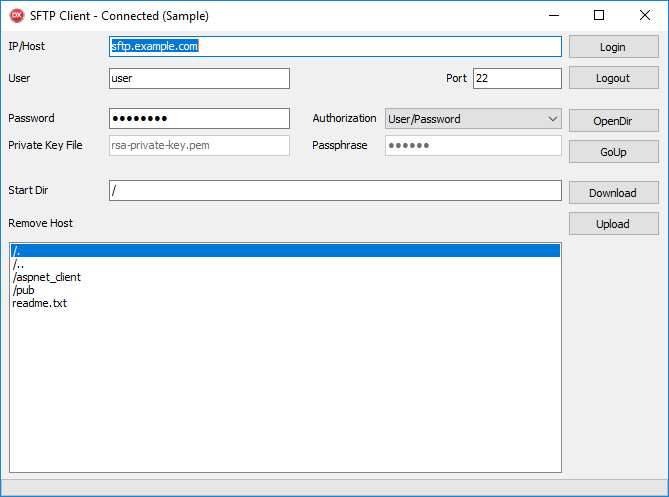 DX SFTP Client - Connected (Sample)
IP/Host sftp.example.com Login
User user Port 22 Logout
Password ●●●●●●●● Authorization User/Password OpenDir
Private Key File rsa-private-key.pem Passphrase ●●●●●● GoUp
Start Dir / Download
Remove Host Upload
/.
/..
/aspnet_client
/pub
readme.txt